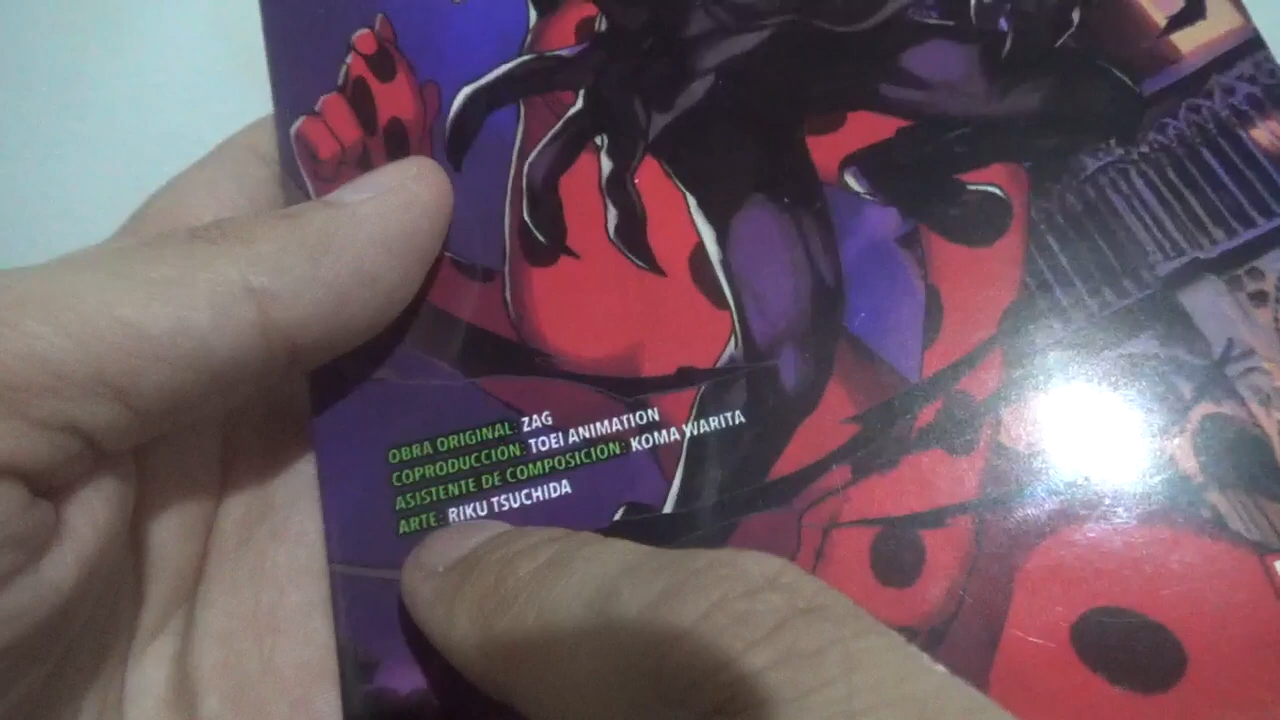 OBRA ORIGINAL: ZAG
COPRODUCCIÓN: TOEI ANIMATION
ASISTENTE DE COMPOSICIÓN: KOMA WARITA
ARTE: RIKU TSUCHIDA